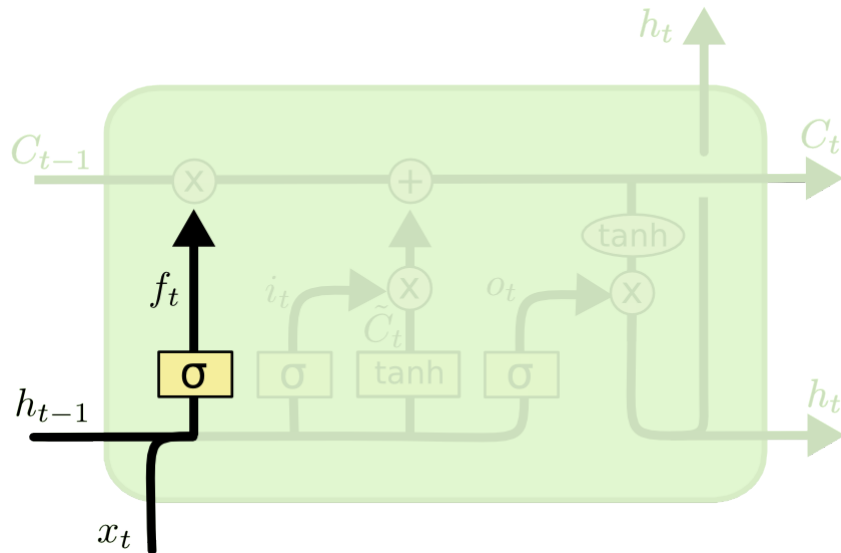 h_t
C_{t-1}
C_t
x
+
tanh
f_t
i_t
x
o_t
x
C̃_t
σ
σ
tanh
σ
h_{t-1}
h_t
x_t